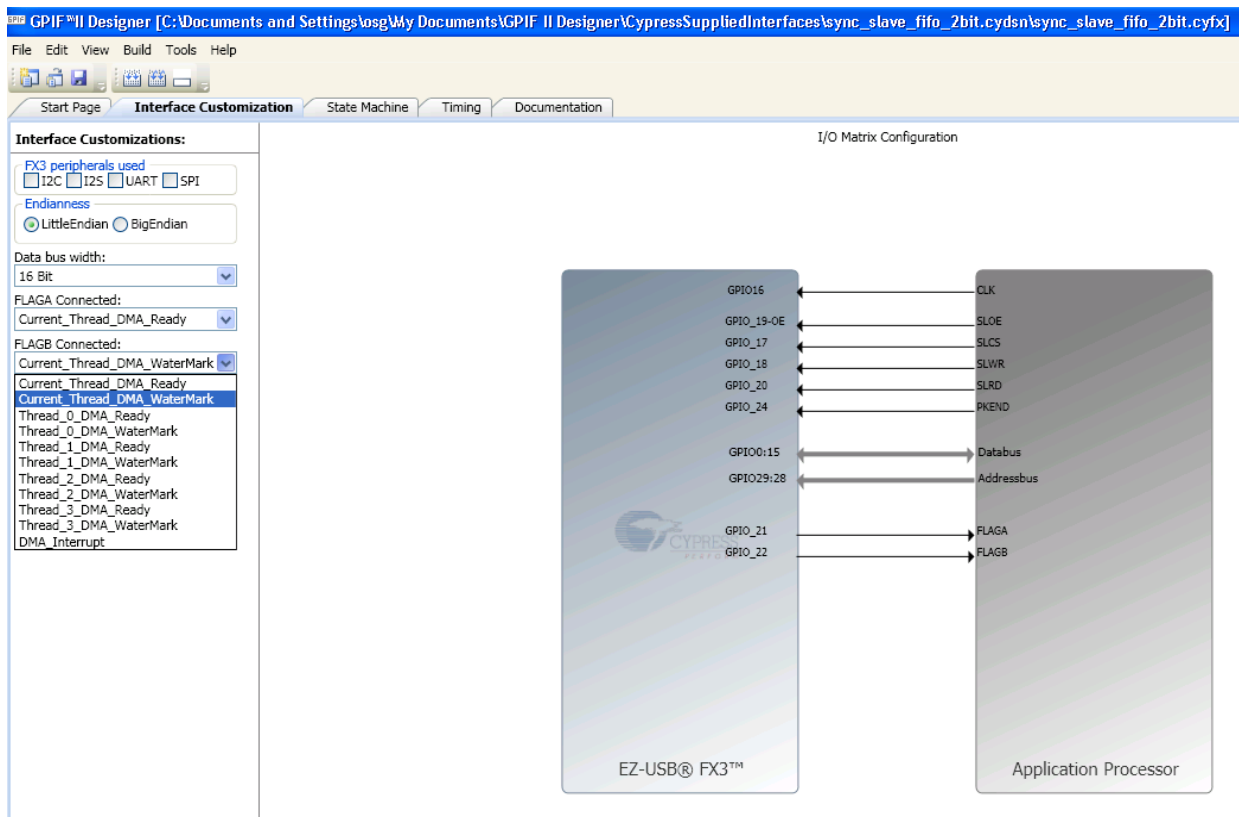 GPIF™II Designer [C:\Documents and Settings\osg\My Documents\GPIF II Designer\CypressSuppliedInterfaces\sync_slave_fifo_2bit.cydsn\sync_slave_fifo_2bit.cyfx]
File Edit View Build Tools Help
Start Page Interface Customization State Machine Timing Documentation
Interface Customizations:
FX3 peripherals used
I2C I2S UART SPI
Endianness
LittleEndian BigEndian
Data bus width:
16 Bit
FLAGA Connected:
Current_Thread_DMA_Ready
FLAGB Connected:
Current_Thread_DMA_WaterMark
Current_Thread_DMA_Ready
Current_Thread_DMA_WaterMark
Thread_0_DMA_Ready
Thread_0_DMA_WaterMark
Thread_1_DMA_Ready
Thread_1_DMA_WaterMark
Thread_2_DMA_Ready
Thread_2_DMA_WaterMark
Thread_3_DMA_Ready
Thread_3_DMA_WaterMark
DMA_Interrupt
I/O Matrix Configuration
GPIO16 CLK
GPIO_19-OE SLOE
GPIO_17 SLCS
GPIO_18 SLWR
GPIO_20 SLRD
GPIO_24 PKEND
GPIO0:15 Databus
GPIO29:28 Addressbus
GPIO_21 FLAGA
CYPRESS
GPIO_22 FLAGB
EZ-USB® FX3™ Application Processor